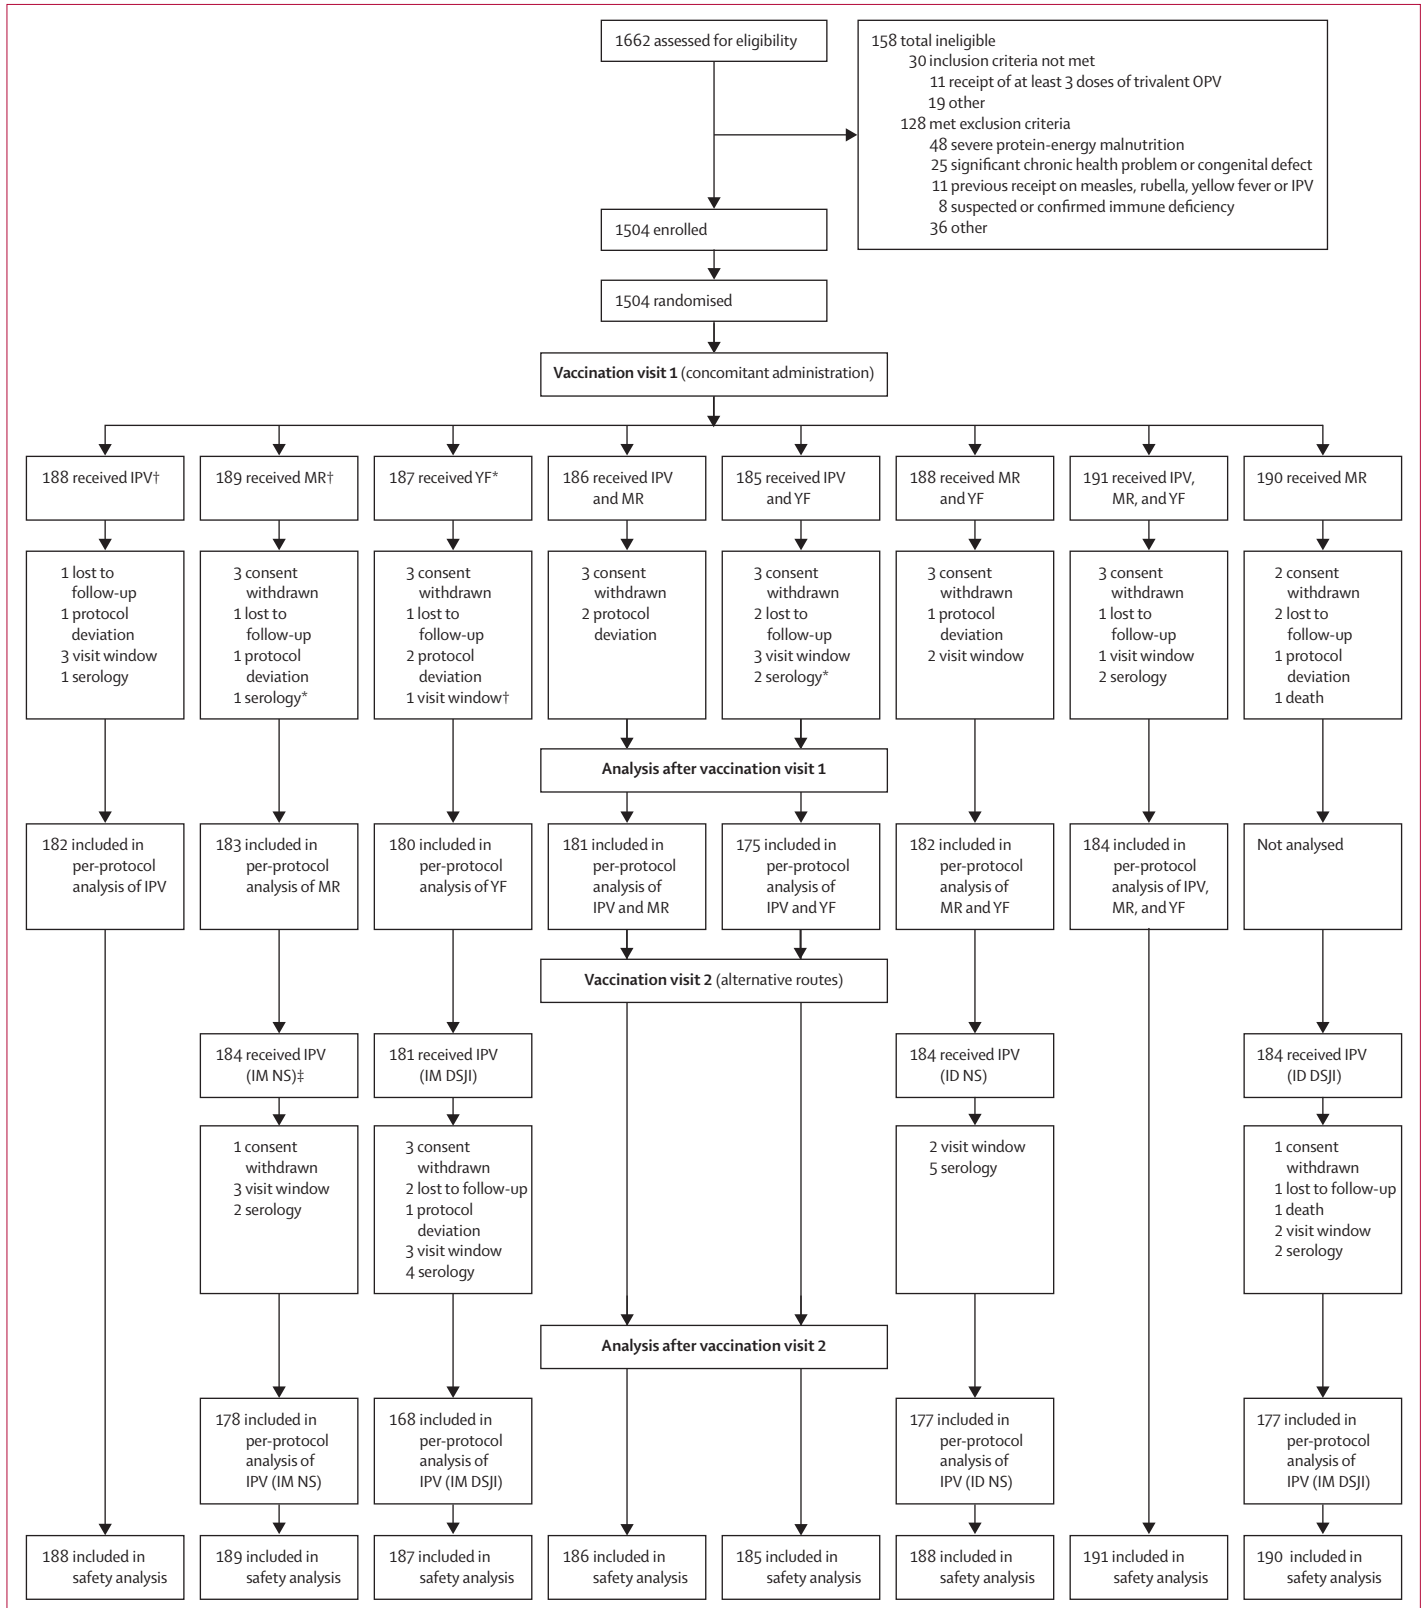 1662 assessed for eligibility
158 total ineligible
30 inclusion criteria not met
11 receipt of at least 3 doses of trivalent OPV
19 other
128 met exclusion criteria
48 severe protein-energy malnutrition
25 significant chronic health problem or congenital defect
11 previous receipt on measles, rubella, yellow fever or IPV
8 suspected or confirmed immune deficiency
36 other
1504 enrolled
1504 randomised
Vaccination visit 1 (concomitant administration)
188 received IPV†
189 received MR†
187 received YF*
186 received IPV
and MR
185 received IPV
and YF
188 received MR
and YF
191 received IPV,
MR, and YF
190 received MR
1 lost to
follow-up
1 protocol
deviation
3 visit window
1 serology
3 consent
withdrawn
1 lost to
follow-up
1 protocol
deviation
1 serology*
3 consent
withdrawn
1 lost to
follow-up
2 protocol
deviation
1 visit window†
3 consent
withdrawn
2 protocol
deviation
3 consent
withdrawn
2 lost to
follow-up
3 visit window
2 serology*
3 consent
withdrawn
1 protocol
deviation
2 visit window
3 consent
withdrawn
1 lost to
follow-up
1 visit window
2 serology
2 consent
withdrawn
2 lost to
follow-up
1 protocol
deviation
1 death
Analysis after vaccination visit 1
182 included in
per-protocol
analysis of IPV
183 included in
per-protocol
analysis of MR
180 included in
per-protocol
analysis of YF
181 included in
per-protocol
analysis of
IPV and MR
175 included in
per-protocol
analysis of
IPV and YF
182 included in
per-protocol
analysis of
MR and YF
184 included in
per-protocol
analysis of IPV,
MR, and YF
Not analysed
Vaccination visit 2 (alternative routes)
184 received IPV
(IM NS)‡
181 received IPV
(IM DSJI)
184 received IPV
(ID NS)
184 received IPV
(ID DSJI)
1 consent
withdrawn
3 visit window
2 serology
3 consent
withdrawn
2 lost to follow-up
1 protocol
deviation
3 visit window
4 serology
2 visit window
5 serology
1 consent
withdrawn
1 lost to follow-up
1 death
2 visit window
2 serology
Analysis after vaccination visit 2
178 included in
per-protocol
analysis of
IPV (IM NS)
168 included in
per-protocol
analysis of
IPV (IM DSJI)
177 included in
per-protocol
analysis of
IPV (ID NS)
177 included in
per-protocol
analysis of
IPV (IM DSJI)
188 included in
safety analysis
189 included in
safety analysis
187 included in
safety analysis
186 included in
safety analysis
185 included in
safety analysis
188 included in
safety analysis
191 included in
safety analysis
190 included in
safety analysis